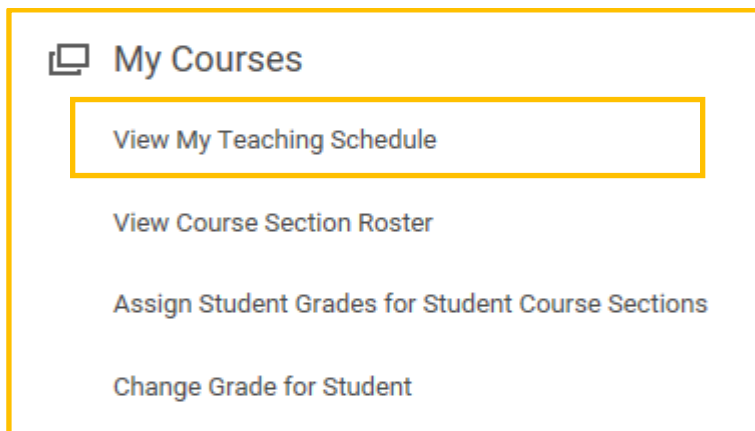 My Courses
View My Teaching Schedule
View Course Section Roster
Assign Student Grades for Student Course Sections
Change Grade for Student